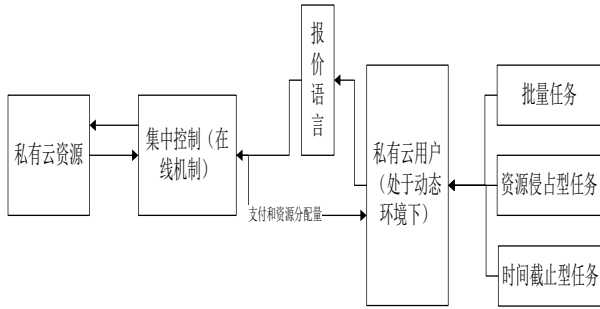 报
价
语
言
私有云资源
集中控制（在
线机制）
私有云用户
（处于动态
环境下）
批量任务
资源侵占型任务
时间截止型任务
支付和资源分配量